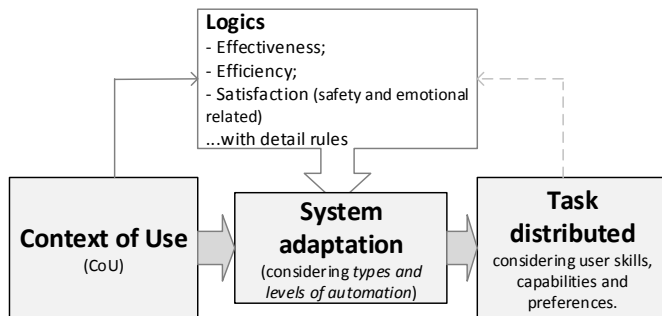 Logics
- Effectiveness;
- Efficiency;
- Satisfaction (safety and emotional
related)
...with detail rules
Context of Use
(CoU)
System
adaptation
(considering types and
levels of automation)
Task
distributed
considering user skills,
capabilities and
preferences.